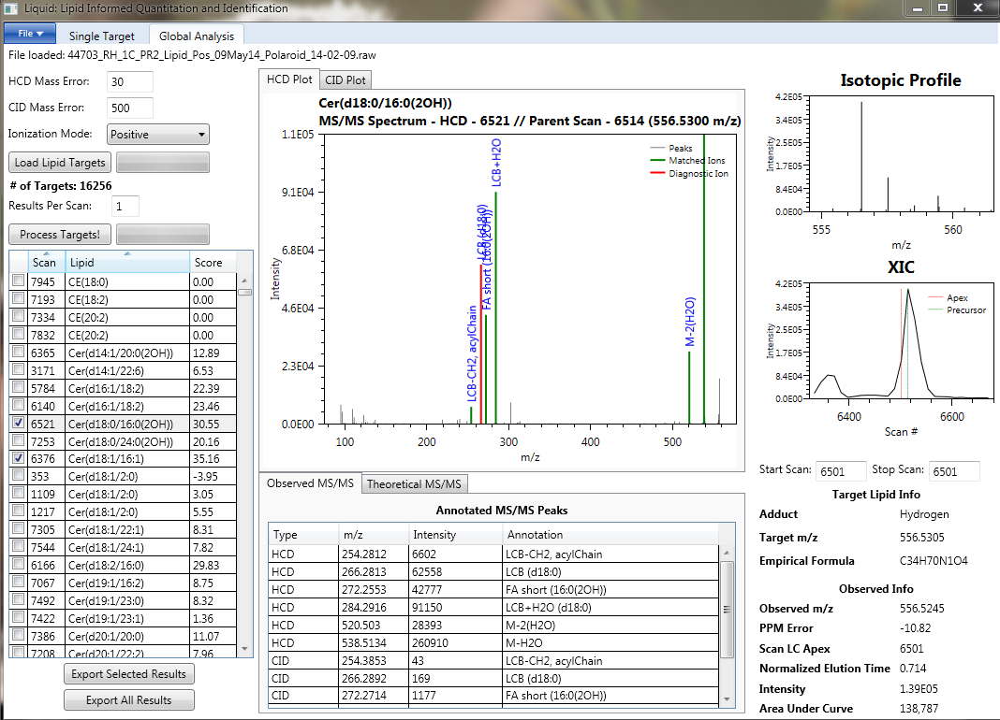 Liquid: Lipid Informed Quantitation and Identification
File
Single Target
Global Analysis
File loaded: 44703_RH_1C_PR2_Lipid_Pos_09May14_Polaroid_14-02-09.raw
HCD Mass Error: 30
CID Mass Error: 500
Ionization Mode: Positive
Load Lipid Targets
# of Targets: 16256
Results Per Scan: 1
Process Targets!
Scan Lipid Score
7945 CE(18:0) 0.00
7193 CE(18:2) 0.00
7334 CE(20:2) 0.00
7832 CE(20:2) 0.00
6365 Cer(d14:1/20:0(2OH)) 12.89
3171 Cer(d14:1/22:6) 6.53
5784 Cer(d16:1/18:2) 22.39
6140 Cer(d16:1/18:2) 23.46
6521 Cer(d18:0/16:0(2OH)) 30.55
7253 Cer(d18:0/24:0(2OH)) 20.16
6376 Cer(d18:1/16:1) 35.16
353 Cer(d18:1/2:0) -3.95
1109 Cer(d18:1/2:0) 3.05
1217 Cer(d18:1/2:0) 5.55
7305 Cer(d18:1/22:1) 8.31
7544 Cer(d18:1/24:1) 7.82
6166 Cer(d18:2/16:0) 29.83
7067 Cer(d19:1/16:2) 8.75
7492 Cer(d19:1/23:0) 8.32
7422 Cer(d19:1/23:1) 1.36
7386 Cer(d20:1/20:0) 11.07
7208 Cer(d20:1/22:2) 7.96
Export Selected Results
Export All Results
HCD Plot
CID Plot
Cer(d18:0/16:0(2OH))
MS/MS Spectrum - HCD - 6521 // Parent Scan - 6514 (556.5300 m/z)
1.1E05
9.1E04
6.8E04
4.6E04
2.3E04
0.0E00
Intensity
Peaks
Matched Ions
Diagnostic Ion
LCB-CH2, acylChain
LCB (d18:0)
FA short (16:0(2OH))
LCB+H2O
M-2(H2O)
100 200 300 400 500
m/z
Observed MS/MS
Theoretical MS/MS
Annotated MS/MS Peaks
Type m/z Intensity Annotation
HCD 254.2812 6602 LCB-CH2, acylChain
HCD 266.2813 62558 LCB (d18:0)
HCD 272.2553 42777 FA short (16:0(2OH))
HCD 284.2916 91150 LCB+H2O (d18:0)
HCD 520.503 28393 M-2(H2O)
HCD 538.5134 260910 M-H2O
CID 254.3853 43 LCB-CH2, acylChain
CID 266.2892 169 LCB (d18:0)
CID 272.2714 1177 FA short (16:0(2OH))
Isotopic Profile
4.2E05
3.4E05
2.5E05
1.7E05
8.4E04
0.0E00
Intensity
555 560
m/z
XIC
4.2E05
3.4E05
2.5E05
1.7E05
8.4E04
0.0E00
Intensity
Apex
Precursor
6400 6600
Scan #
Start Scan: 6501 Stop Scan: 6501
Target Lipid Info
Adduct Hydrogen
Target m/z 556.5305
Empirical Formula C34H70N1O4
Observed Info
Observed m/z 556.5245
PPM Error -10.82
Scan LC Apex 6501
Normalized Elution Time 0.714
Intensity 1.39E05
Area Under Curve 138,787